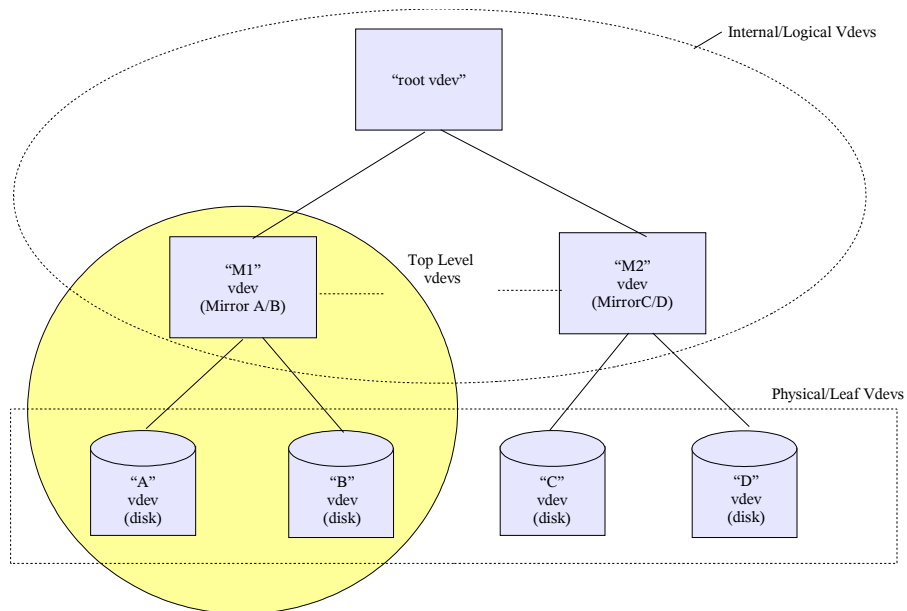 Internal/Logical Vdevs
“root vdev”
“M1”
vdev
(Mirror A/B)
Top Level
vdevs
“M2”
vdev
(MirrorC/D)
Physical/Leaf Vdevs
“A”
vdev
(disk)
“B”
vdev
(disk)
“C”
vdev
(disk)
“D”
vdev
(disk)